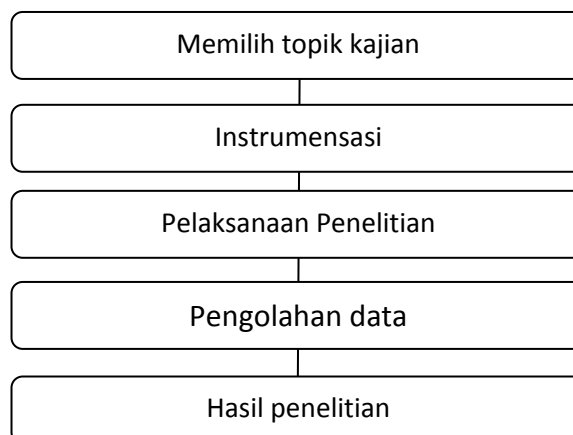 Memilih topik kajian
Instrumensasi
Pelaksanaan Penelitian
Pengolahan data
Hasil penelitian